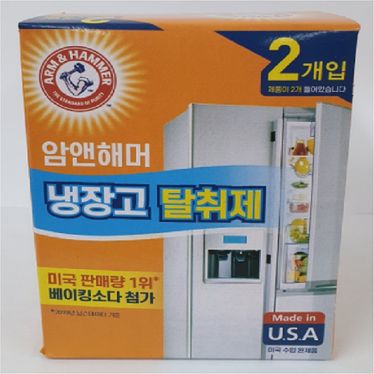 ARM & HAMMER
THE STANDARD OF PURITY
2개입
제품이 2개 들어있습니다
암앤해머
냉장고 탈취제
미국 판매량 1위*
베이킹소다 첨가
Made in
U.S.A
미국 수입 완제품